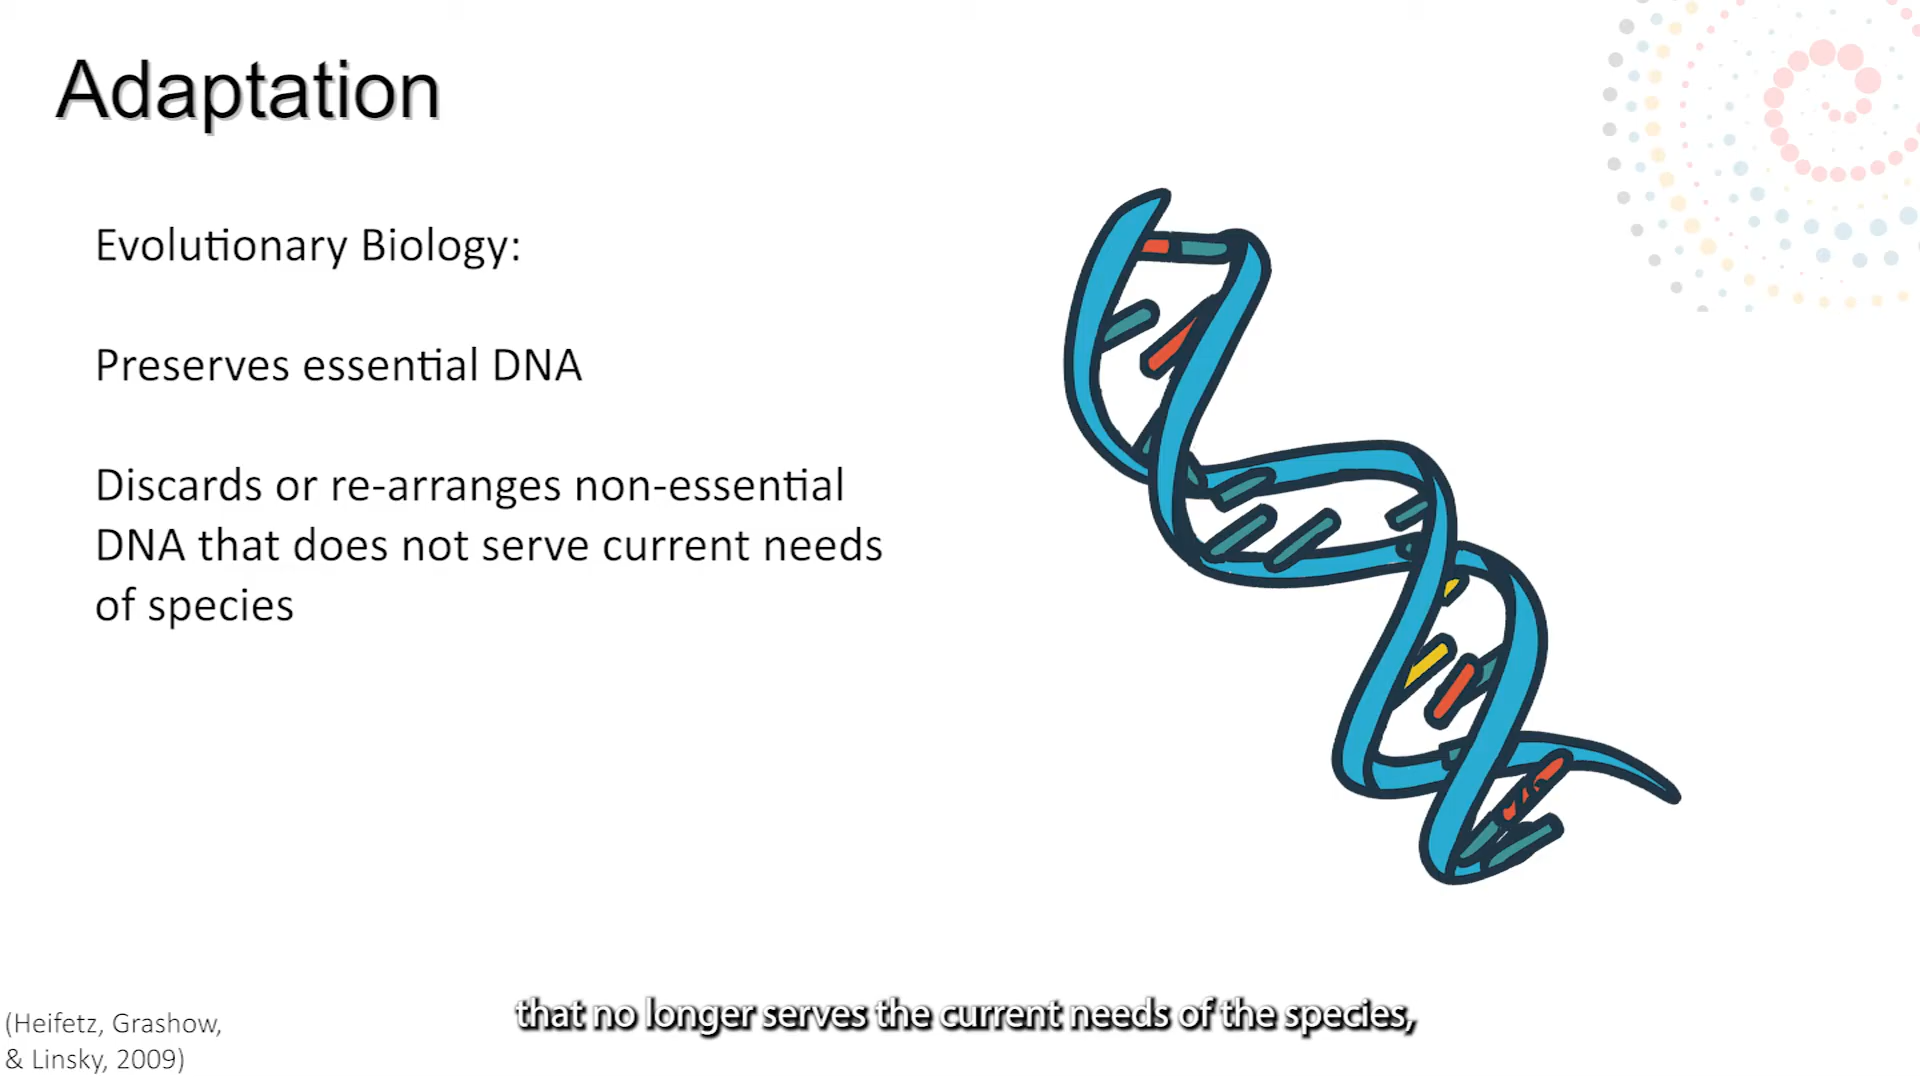 Adaptation
Evolutionary Biology:
Preserves essential DNA
Discards or re-arranges non-essential
DNA that does not serve current needs
of species
(Heifetz, Grashow,
& Linsky, 2009)
that no longer serves the current needs of the species,